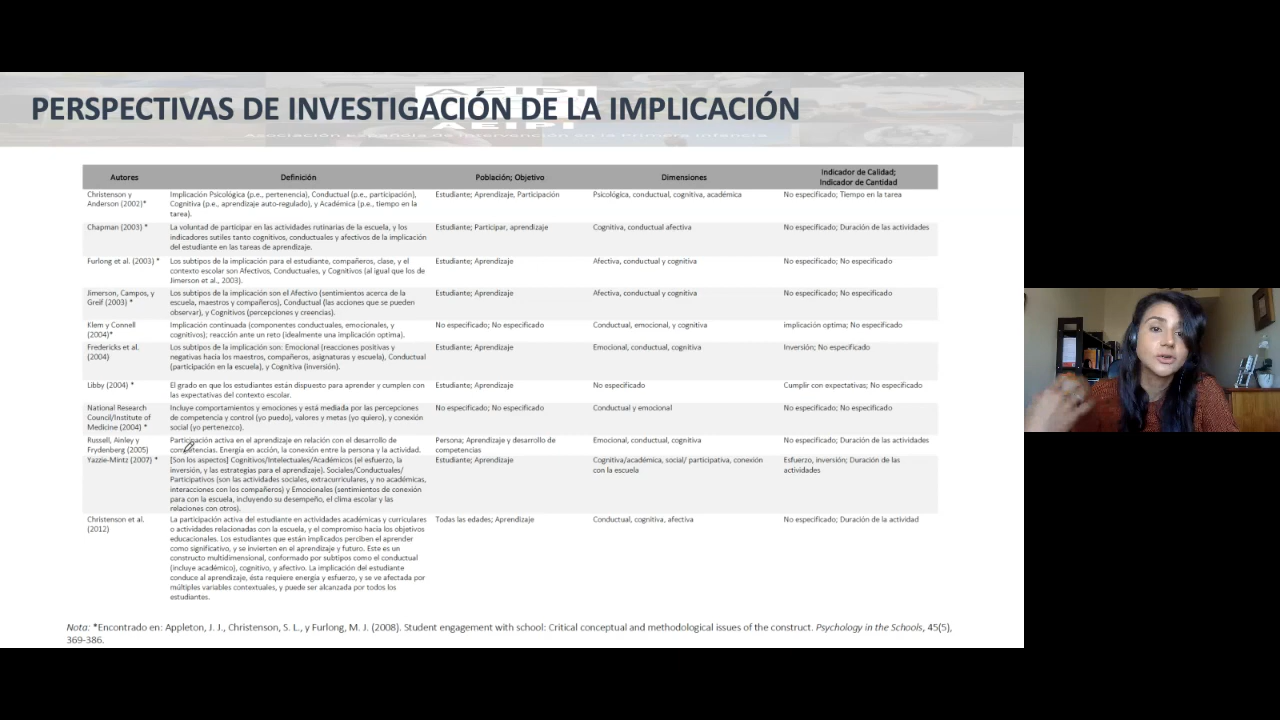 PERSPECTIVAS DE INVESTIGACIÓN DE LA IMPLICACIÓN
AEIPI
AEIPI
Asociación Española de Intervención en la Primera Infancia
Autores Definición Población; Objetivo Dimensiones Indicador de Calidad;
Indicador de Cantidad
Christenson y Implicación Psicológica (p.e., pertenencia), Conductual (p.e., participación), Estudiante; Aprendizaje, Participación Psicológica, conductual, cognitiva, académica No especificado; Tiempo en la tarea
Anderson (2002)* Cognitiva (p.e., aprendizaje auto-regulado), y Académica (p.e., tiempo en la
tarea).
Chapman (2003) * La voluntad de participar en las actividades rutinarias de la escuela, y los Estudiante; Participar, aprendizaje Cognitiva, conductual afectiva No especificado; Duración de las actividades
indicadores sutiles tanto cognitivos, conductuales y afectivos de la implicación
del estudiante en las tareas de aprendizaje.
Furlong et al. (2003) * Los subtipos de la implicación para el estudiante, compañeros, clase, y el Estudiante; Aprendizaje Afectiva, conductual y cognitiva No especificado; No especificado
contexto escolar son Afectivos, Conductuales, y Cognitivos (al igual que los de
Jimerson et al., 2003).
Jimerson, Campos, y Los subtipos de la implicación son el Afectivo (sentimientos acerca de la Estudiante; Aprendizaje Afectiva, conductual y cognitiva No especificado; No especificado
Greif (2003) * escuela, maestros y compañeros), Conductual (las acciones que se pueden
observar), y Cognitivos (percepciones y creencias).
Klem y Connell Implicación continuada (componentes conductuales, emocionales, y No especificado; No especificado Conductual, emocional, y cognitiva implicación optima; No especificado
(2004)* cognitivos); reacción ante un reto (idealmente una implicación optima).
Fredericks et al. Los subtipos de la implicación son: Emocional (reacciones positivas y Estudiante; Aprendizaje Emocional, conductual, cognitiva Inversión; No especificado
(2004) negativas hacia los maestros, compañeros, asignaturas y escuela), Conductual
(participación en la escuela), y Cognitiva (inversión).
Libby (2004) * El grado en que los estudiantes están dispuesto para aprender y cumplen con Estudiante; Aprendizaje No especificado Cumplir con expectativas; No especificado
las expectativas del contexto escolar.
National Research Incluye comportamientos y emociones y está mediada por las percepciones No especificado; No especificado Conductual y emocional No especificado; No especificado
Council/Institute of de competencia y control (yo puedo), valores y metas (yo quiero), y conexión
Medicine (2004) * social (yo pertenezco).
Russell, Ainley y Participación activa en el aprendizaje en relación con el desarrollo de Persona; Aprendizaje y desarrollo de Emocional, conductual, cognitiva No especificado; Duración de las actividades
Frydenberg (2005) competencias. Energía en acción, la conexión entre la persona y la actividad. competencias
Yazzie-Mintz (2007) * [Son los aspectos] Cognitivos/Intelectuales/Académicos (el esfuerzo, la Estudiante; Aprendizaje Cognitiva/académica, social/ participativa, conexión Esfuerzo, inversión; Duración de las
inversión, y las estrategias para el aprendizaje). Sociales/Conductuales/ con la escuela actividades
Participativos (son las actividades sociales, extracurriculares, y no académicas,
interacciones con los compañeros) y Emocionales (sentimientos de conexión
para con la escuela, incluyendo su desempeño, el clima escolar y las
relaciones con otros).
Christenson et al. La participación activa del estudiante en actividades académicas y curriculares Todas las edades; Aprendizaje Conductual, cognitiva, afectiva No especificado; Duración de la actividad
(2012) o actividades relacionadas con la escuela, y el compromiso hacia los objetivos
educacionales. Los estudiantes que están implicados perciben el aprender
como significativo, y se invierten en el aprendizaje y futuro. Este es un
constructo multidimensional, conformado por subtipos como el conductual
(incluye académico), cognitivo, y afectivo. La implicación del estudiante
conduce al aprendizaje, ésta requiere energía y esfuerzo, y se ve afectada por
múltiples variables contextuales, y puede ser alcanzada por todos los
estudiantes.
Nota: *Encontrado en: Appleton, J. J., Christenson, S. L., y Furlong, M. J. (2008). Student engagement with school: Critical conceptual and methodological issues of the construct. Psychology in the Schools, 45(5),
369-386.